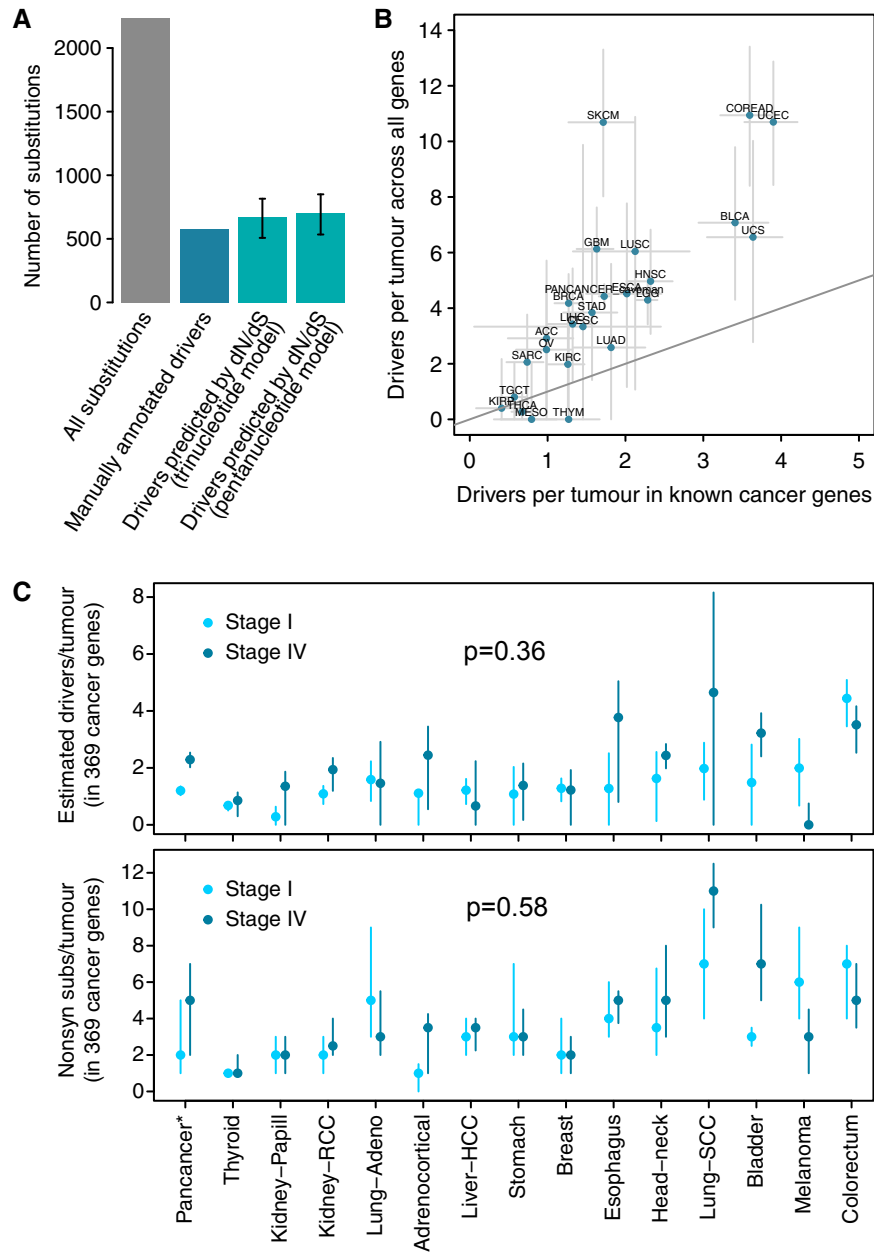 A
Number of substitutions
2000
1500
1000
500
0
All substitutions
Manually annotated drivers
Drivers predicted by dN/dS
(trinucleotide model)
Drivers predicted by dN/dS
(pentanucleotide model)
B
Drivers per tumour across all genes
14
12
10
8
6
4
2
0
SKCM
COREAD
UCEC
BLCA
UCS
GBM
LUSC
HNSC
PANCANCER
ESCA
BRCA
LGG
STAD
LIHC
CESC
ACC
OV
LUAD
SARC
KIRC
TGCT
KIRP
THCA
MESO
THYM
0 1 2 3 4 5
Drivers per tumour in known cancer genes
C
Estimated drivers/tumour
(in 369 cancer genes)
8
6
4
2
0
Stage I
Stage IV
p=0.36
Nonsyn subs/tumour
(in 369 cancer genes)
12
10
8
6
4
2
0
Stage I
Stage IV
p=0.58
Pancancer*
Thyroid
Kidney−Papill
Kidney−RCC
Lung−Adeno
Adrenocortical
Liver−HCC
Stomach
Breast
Esophagus
Head−neck
Lung−SCC
Bladder
Melanoma
Colorectum